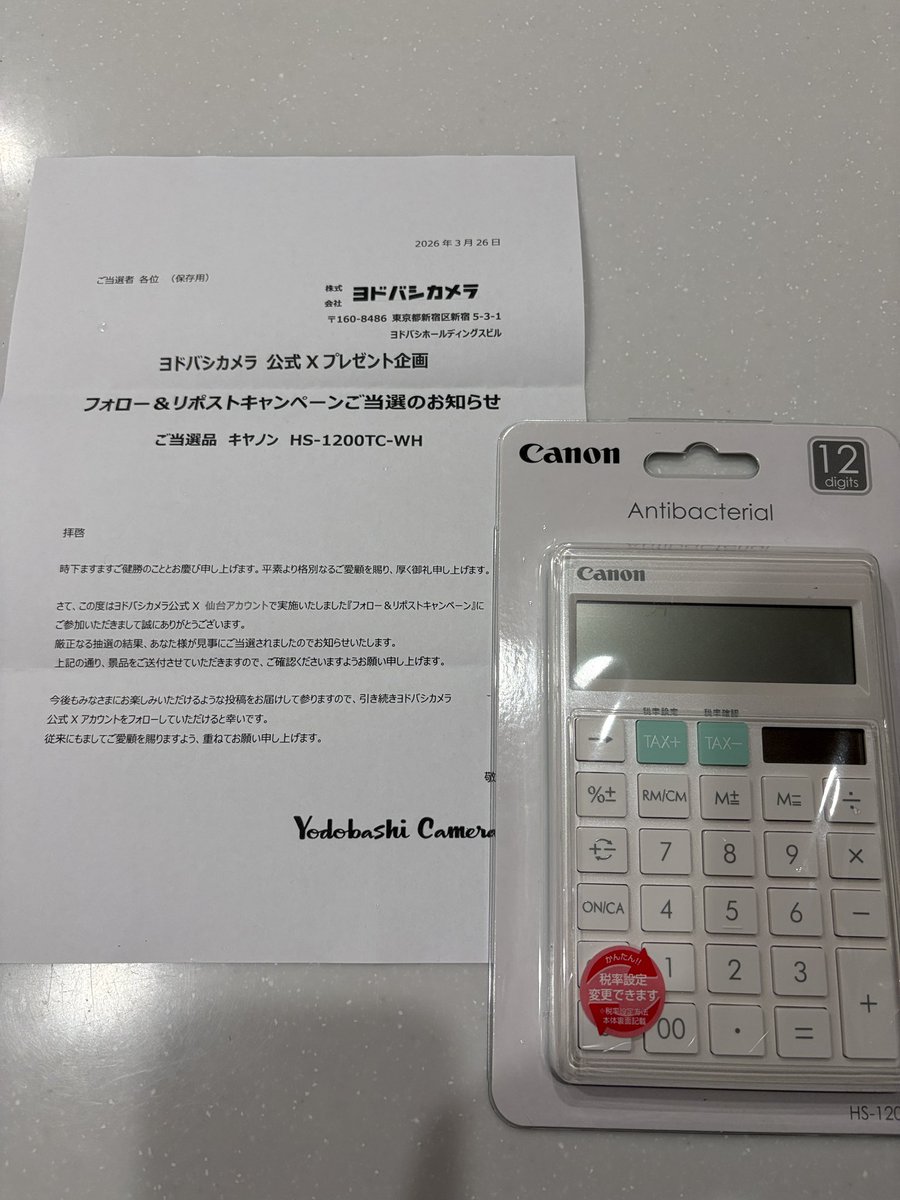 2026 年 3 月 26 日
ご当選者 各位 （保存用）
株式
会社
ヨドバシカメラ
〒160-8486 東京都新宿区新宿 5-3-1
ヨドバシホールディングスビル
ヨドバシカメラ 公式 X プレゼント企画
フォロー＆リポストキャンペーンご当選のお知らせ
ご当選品 キヤノン HS-1200TC-WH
拝啓
時下ますますご健勝のこととお慶び申し上げます。平素より格別なるご愛顧を賜り、厚く御礼申し上げます。
さて、この度はヨドバシカメラ公式 X 仙台アカウントで実施いたしました『フォロー＆リポストキャンペーン』に
ご参加いただきまして誠にありがとうございます。
厳正なる抽選の結果、あなた様が見事にご当選されましたのでお知らせいたします。
上記の通り、景品をご送付させていただきますので、ご確認くださいますようお願い申し上げます。
今後もみなさまにお楽しみいただけるような投稿をお届けして参りますので、引き続きヨドバシカメラ
公式 X アカウントをフォローしていただけると幸いです。
従来にもましてご愛顧を賜りますよう、重ねてお願い申し上げます。
敬
Yodobashi Camera
Canon
12
digits
Antibacterial
Canon
税率設定 税率確認
→ TAX+ TAX−
%± RM/CM M± M= ÷
7 8 9 ×
ON/CA 4 5 6 −
1 2 3 +
00 · =
かんたん!!
税率設定
変更できます
※税率設定方法
本体裏面記載
HS-120